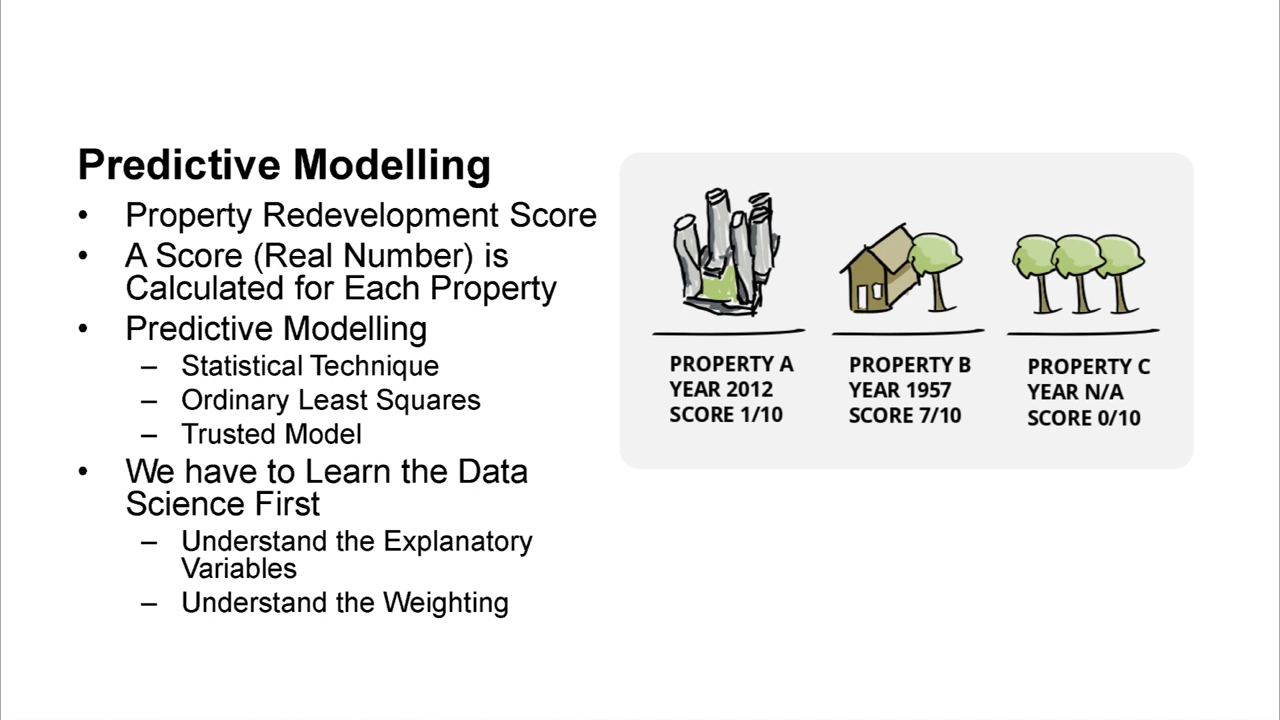 Predictive Modelling
• Property Redevelopment Score
• A Score (Real Number) is
Calculated for Each Property
• Predictive Modelling
– Statistical Technique
– Ordinary Least Squares
– Trusted Model
• We have to Learn the Data
Science First
– Understand the Explanatory
Variables
– Understand the Weighting
PROPERTY A
YEAR 2012
SCORE 1/10
PROPERTY B
YEAR 1957
SCORE 7/10
PROPERTY C
YEAR N/A
SCORE 0/10